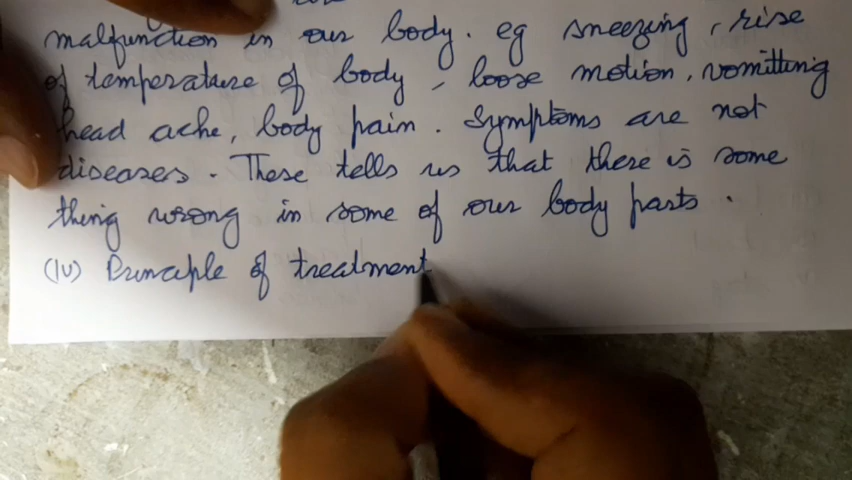 malfunction in our body. eg sneezing, rise
of temperature of body, loose motion, vomitting
head ache, body pain. Symptoms are not
diseases. These tells us that there is some
thing wrong in some of our body parts.
(iv) Principle of treatment